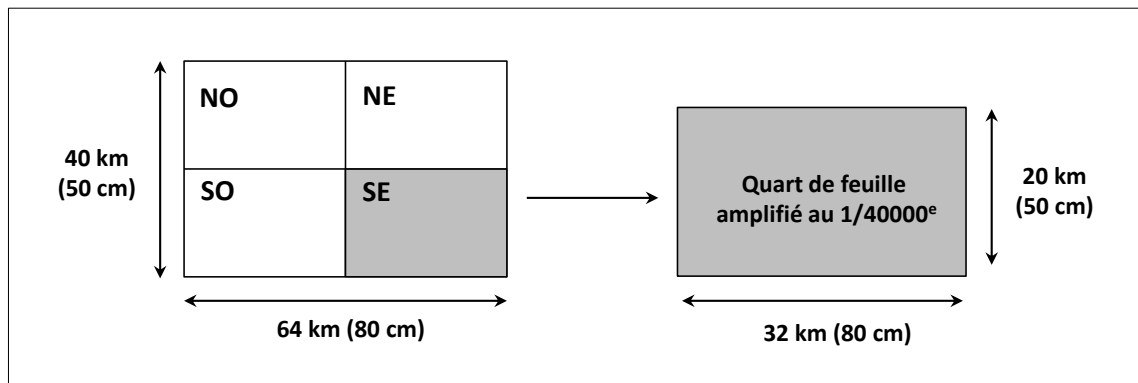 NO
NE
40 km
(50 cm)
SO
SE
64 km (80 cm)
Quart de feuille
amplifié au 1/40000ᵉ
20 km
(50 cm)
32 km (80 cm)